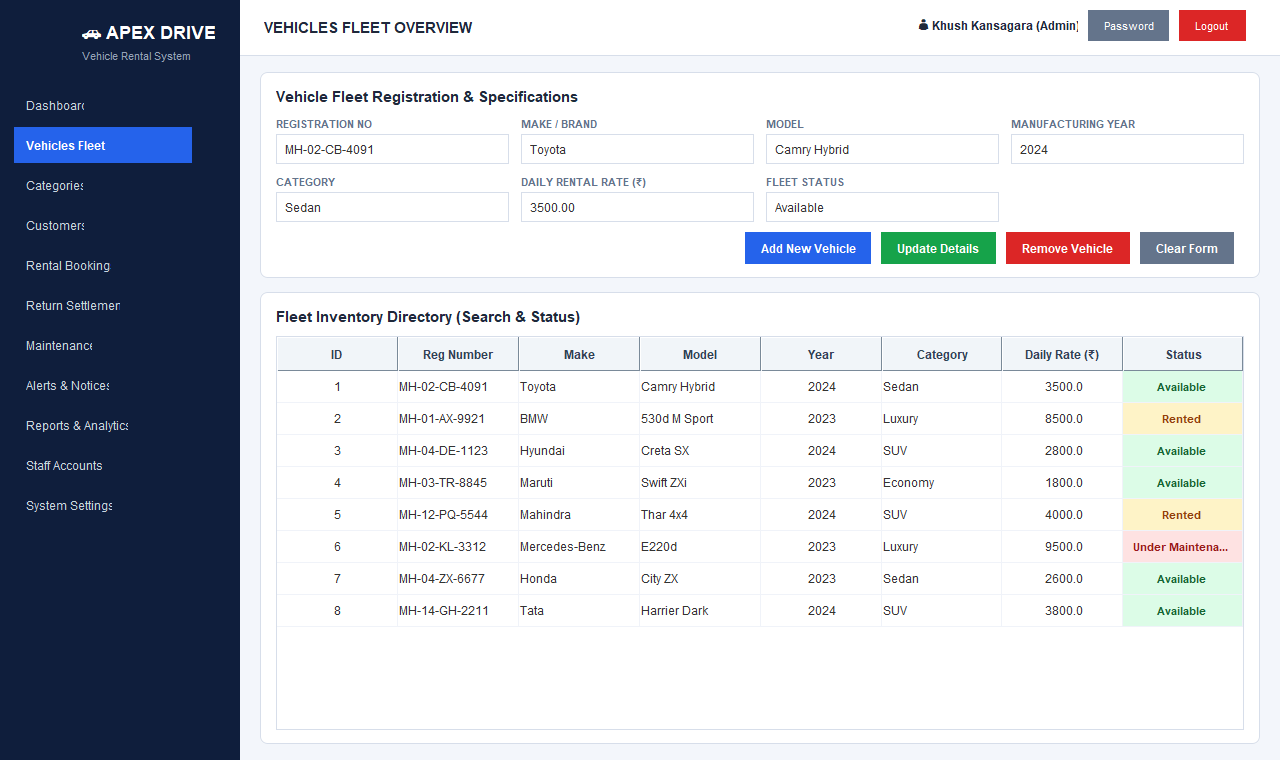 APEX DRIVE
Vehicle Rental System
Dashboard
Vehicles Fleet
Categories
Customers
Rental Booking
Return Settlemen
Maintenance
Alerts & Notices
Reports & Analytics
Staff Accounts
System Settings
VEHICLES FLEET OVERVIEW
Khush Kansagara (Admin)
Password
Logout
Vehicle Fleet Registration & Specifications
REGISTRATION NO MAKE / BRAND MODEL MANUFACTURING YEAR
MH-02-CB-4091 Toyota Camry Hybrid 2024
CATEGORY DAILY RENTAL RATE (₹) FLEET STATUS
Sedan 3500.00 Available
Add New Vehicle Update Details Remove Vehicle Clear Form
Fleet Inventory Directory (Search & Status)
ID Reg Number Make Model Year Category Daily Rate (₹) Status
1 MH-02-CB-4091 Toyota Camry Hybrid 2024 Sedan 3500.0 Available
2 MH-01-AX-9921 BMW 530d M Sport 2023 Luxury 8500.0 Rented
3 MH-04-DE-1123 Hyundai Creta SX 2024 SUV 2800.0 Available
4 MH-03-TR-8845 Maruti Swift ZXi 2023 Economy 1800.0 Available
5 MH-12-PQ-5544 Mahindra Thar 4x4 2024 SUV 4000.0 Rented
6 MH-02-KL-3312 Mercedes-Benz E220d 2023 Luxury 9500.0 Under Maintena...
7 MH-04-ZX-6677 Honda City ZX 2023 Sedan 2600.0 Available
8 MH-14-GH-2211 Tata Harrier Dark 2024 SUV 3800.0 Available